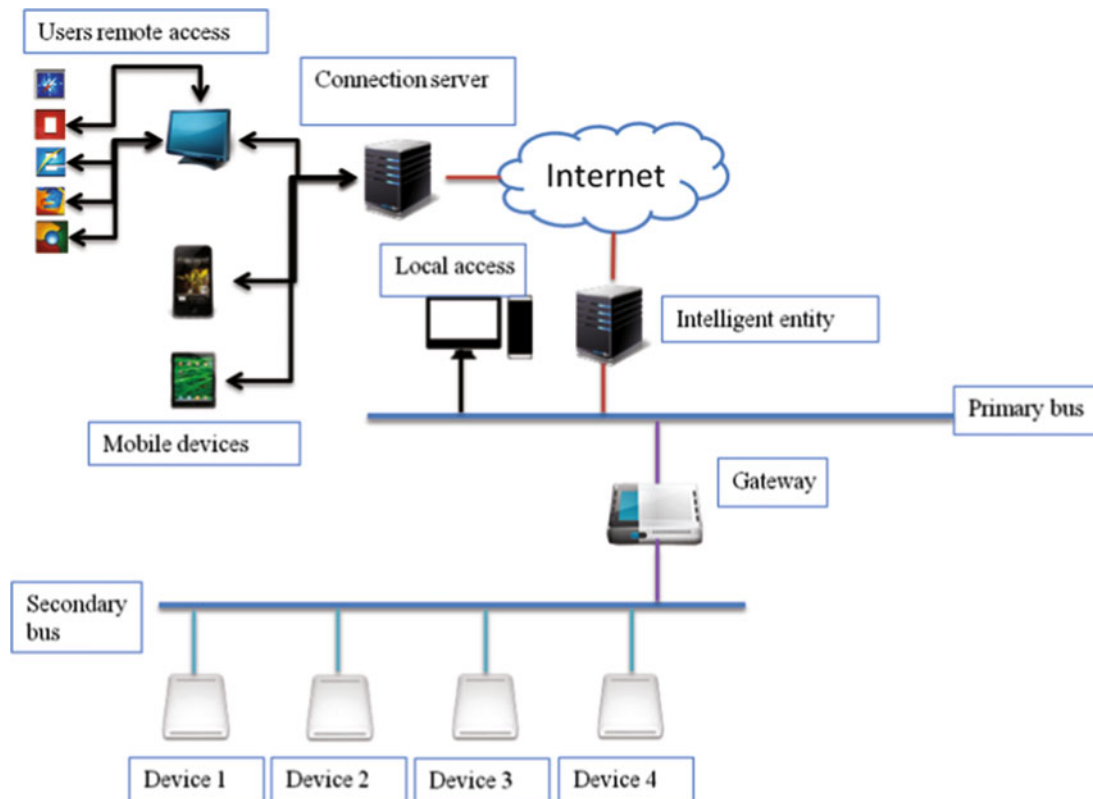 Users remote access
Connection server
Internet
Local access
Intelligent entity
Primary bus
Mobile devices
Gateway
Secondary
bus
Device 1
Device 2
Device 3
Device 4